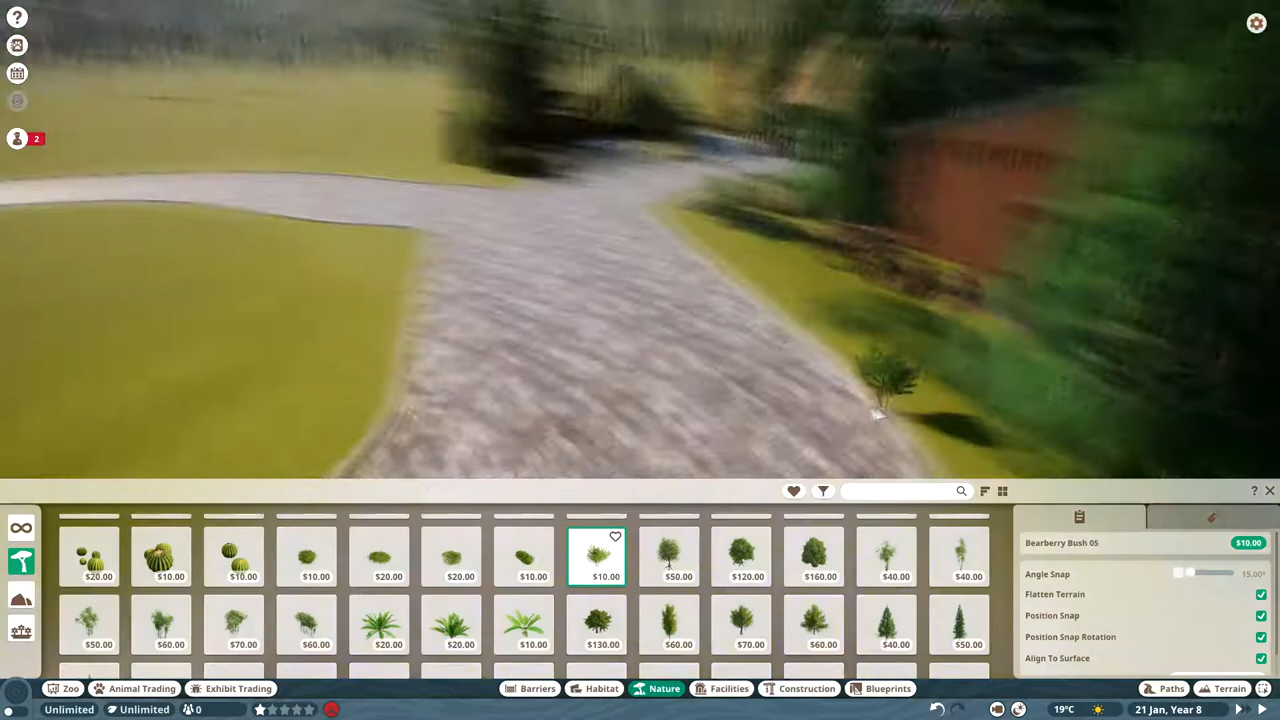 ?
2
? ×
$20.00 $10.00 $10.00 $10.00 $20.00 $20.00 $10.00 $10.00 $50.00 $120.00 $160.00 $40.00 $40.00
$50.00 $60.00 $70.00 $60.00 $20.00 $20.00 $10.00 $130.00 $60.00 $70.00 $60.00 $40.00 $50.00
Bearberry Bush 05 $10.00
Angle Snap 15.00°
Flatten Terrain
Position Snap
Position Snap Rotation
Align To Surface
Zoo Animal Trading Exhibit Trading Barriers Habitat Nature Facilities Construction Blueprints Paths Terrain
Unlimited Unlimited 0 19°C 21 Jan, Year 8